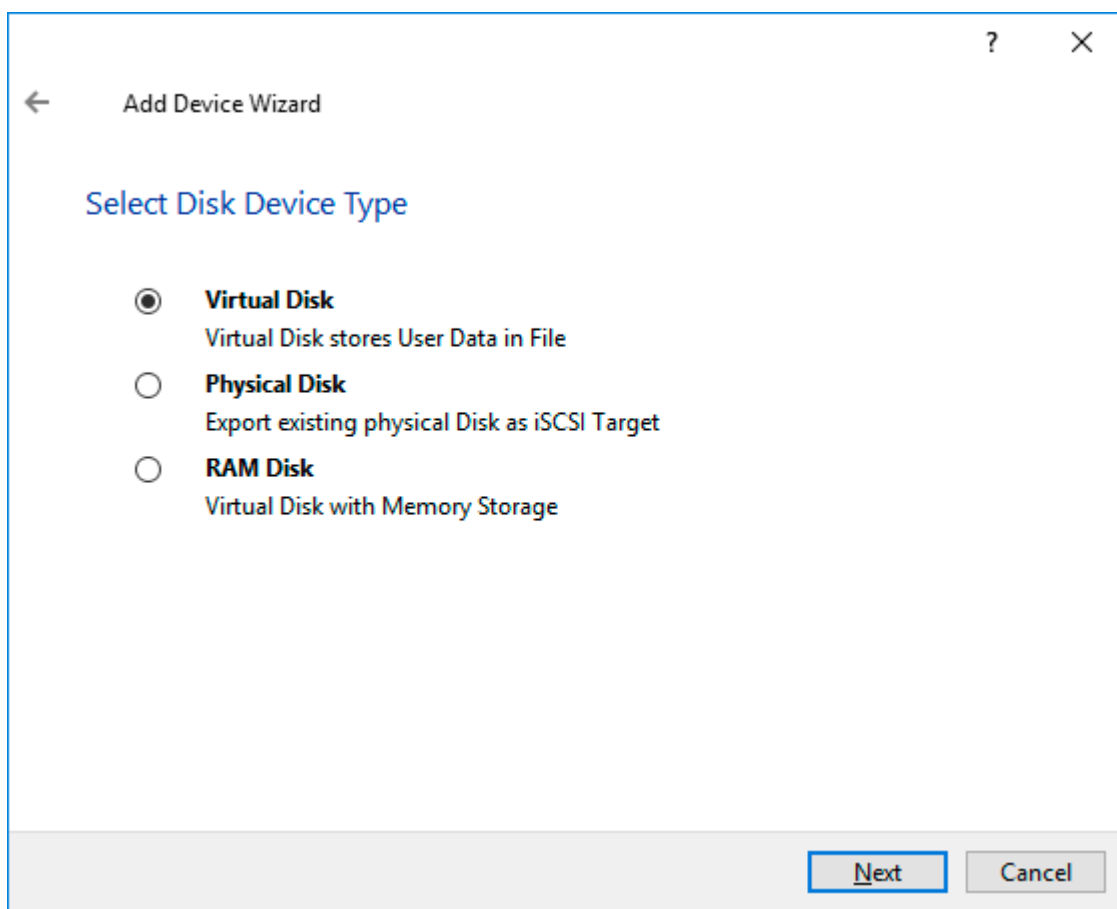 ?
Add Device Wizard
Select Disk Device Type
Virtual Disk
Virtual Disk stores User Data in File
Physical Disk
Export existing physical Disk as iSCSI Target
RAM Disk
Virtual Disk with Memory Storage
Next
Cancel